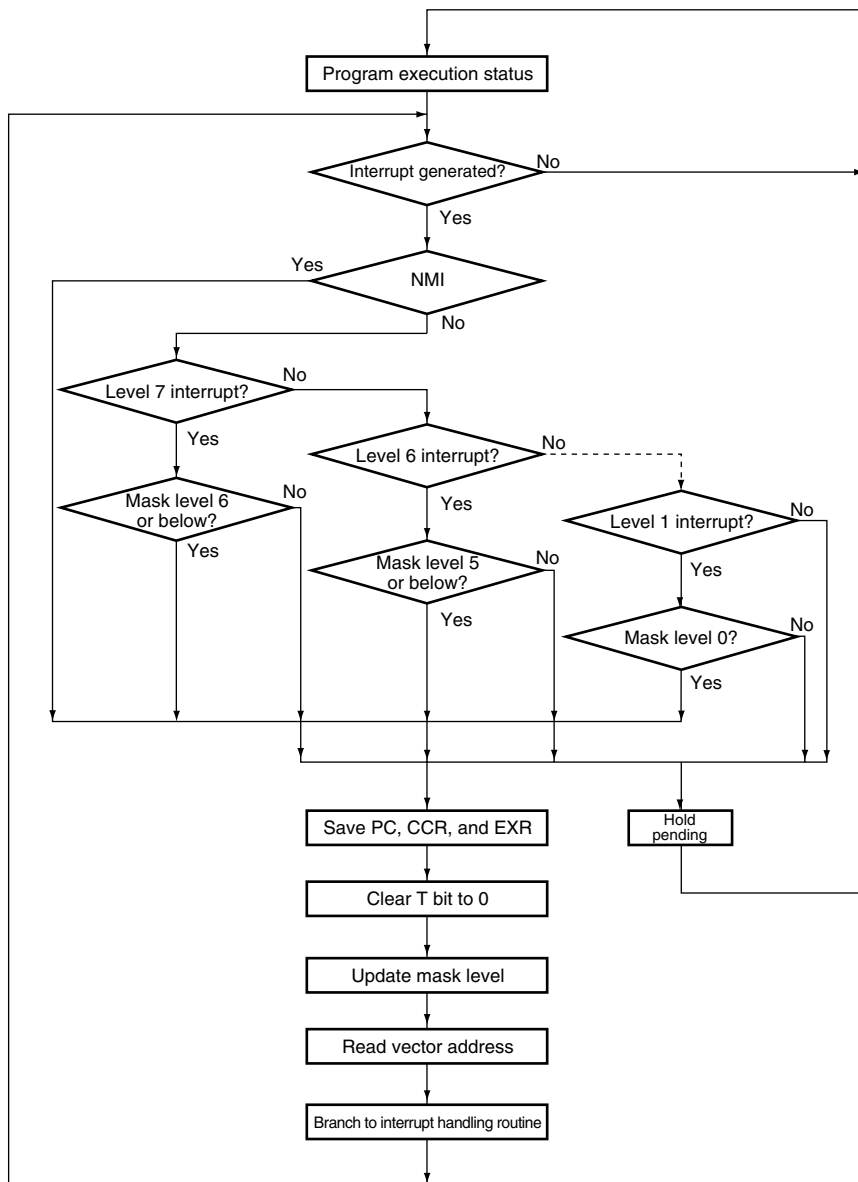 Program execution status
Interrupt generated?
No
Yes
Yes
NMI
No
Level 7 interrupt?
No
Yes
Level 6 interrupt?
No
Yes
Mask level 6
or below?
No
Yes
Level 1 interrupt?
No
Yes
Mask level 5
or below?
No
Yes
Mask level 0?
No
Yes
Save PC, CCR, and EXR
Hold
pending
Clear T bit to 0
Update mask level
Read vector address
Branch to interrupt handling routine